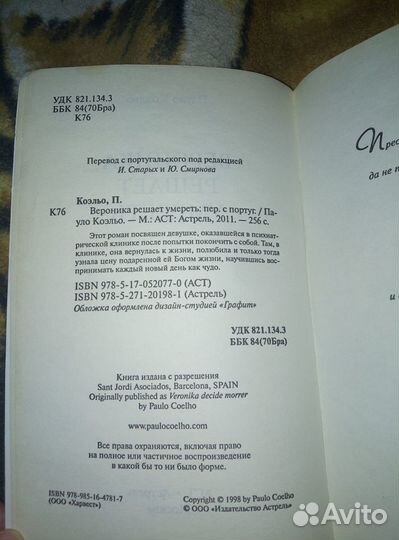 УДК 821.134.3
ББК 84(70Бра)
К76
Перевод с португальского под редакцией
И. Старых и Ю. Смирнова
РЕШАЕТ
Коэльо, П.
К76 Вероника решает умереть: пер. с португ. / Па-
уло Коэльо. — М.: АСТ: Астрель, 2011. — 256 с.
Этот роман посвящен девушке, оказавшейся в психиат-
рической клинике после попытки покончить с собой. Там, в
клинике, она вернулась к жизни, полюбила и только тогда
узнала цену подаренной ей Богом жизни, научившись вос-
принимать каждый новый день как чудо.
ISBN 978-5-17-052077-0 (АСТ)
ISBN 978-5-271-20198-1 (Астрель)
Обложка оформлена дизайн-студией «Графит»
УДК 821.134.3
ББК 84(70Бра)
Книга издана с разрешения
Sant Jordi Asociados, Barcelona, SPAIN
Originally published as Veronika decide morrer
by Paulo Coelho
www.paulocoelho.com
Все права охраняются, включая право
на полное или частичное воспроизведение
в какой бы то ни было форме.
ISBN 978-985-16-4781-7
(ООО «Харвест»)
Copyright © 1998 by Paulo Coelho
© ООО «Издательство Астрель»
Прес
да не п
и
Avito